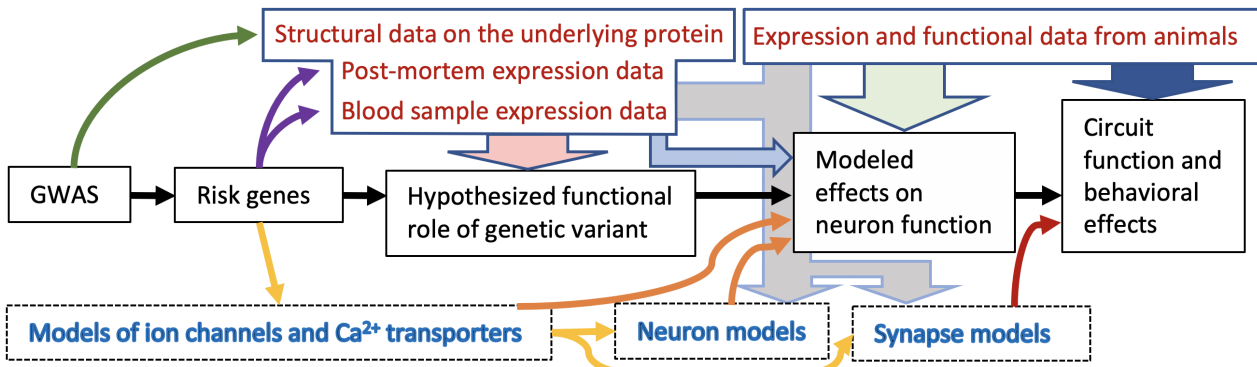 Structural data on the underlying protein
Post-mortem expression data
Blood sample expression data
Expression and functional data from animals
GWAS
Risk genes
Hypothesized functional
role of genetic variant
Modeled
effects on
neuron function
Circuit
function and
behavioral
effects
Models of ion channels and Ca²⁺ transporters
Neuron models
Synapse models